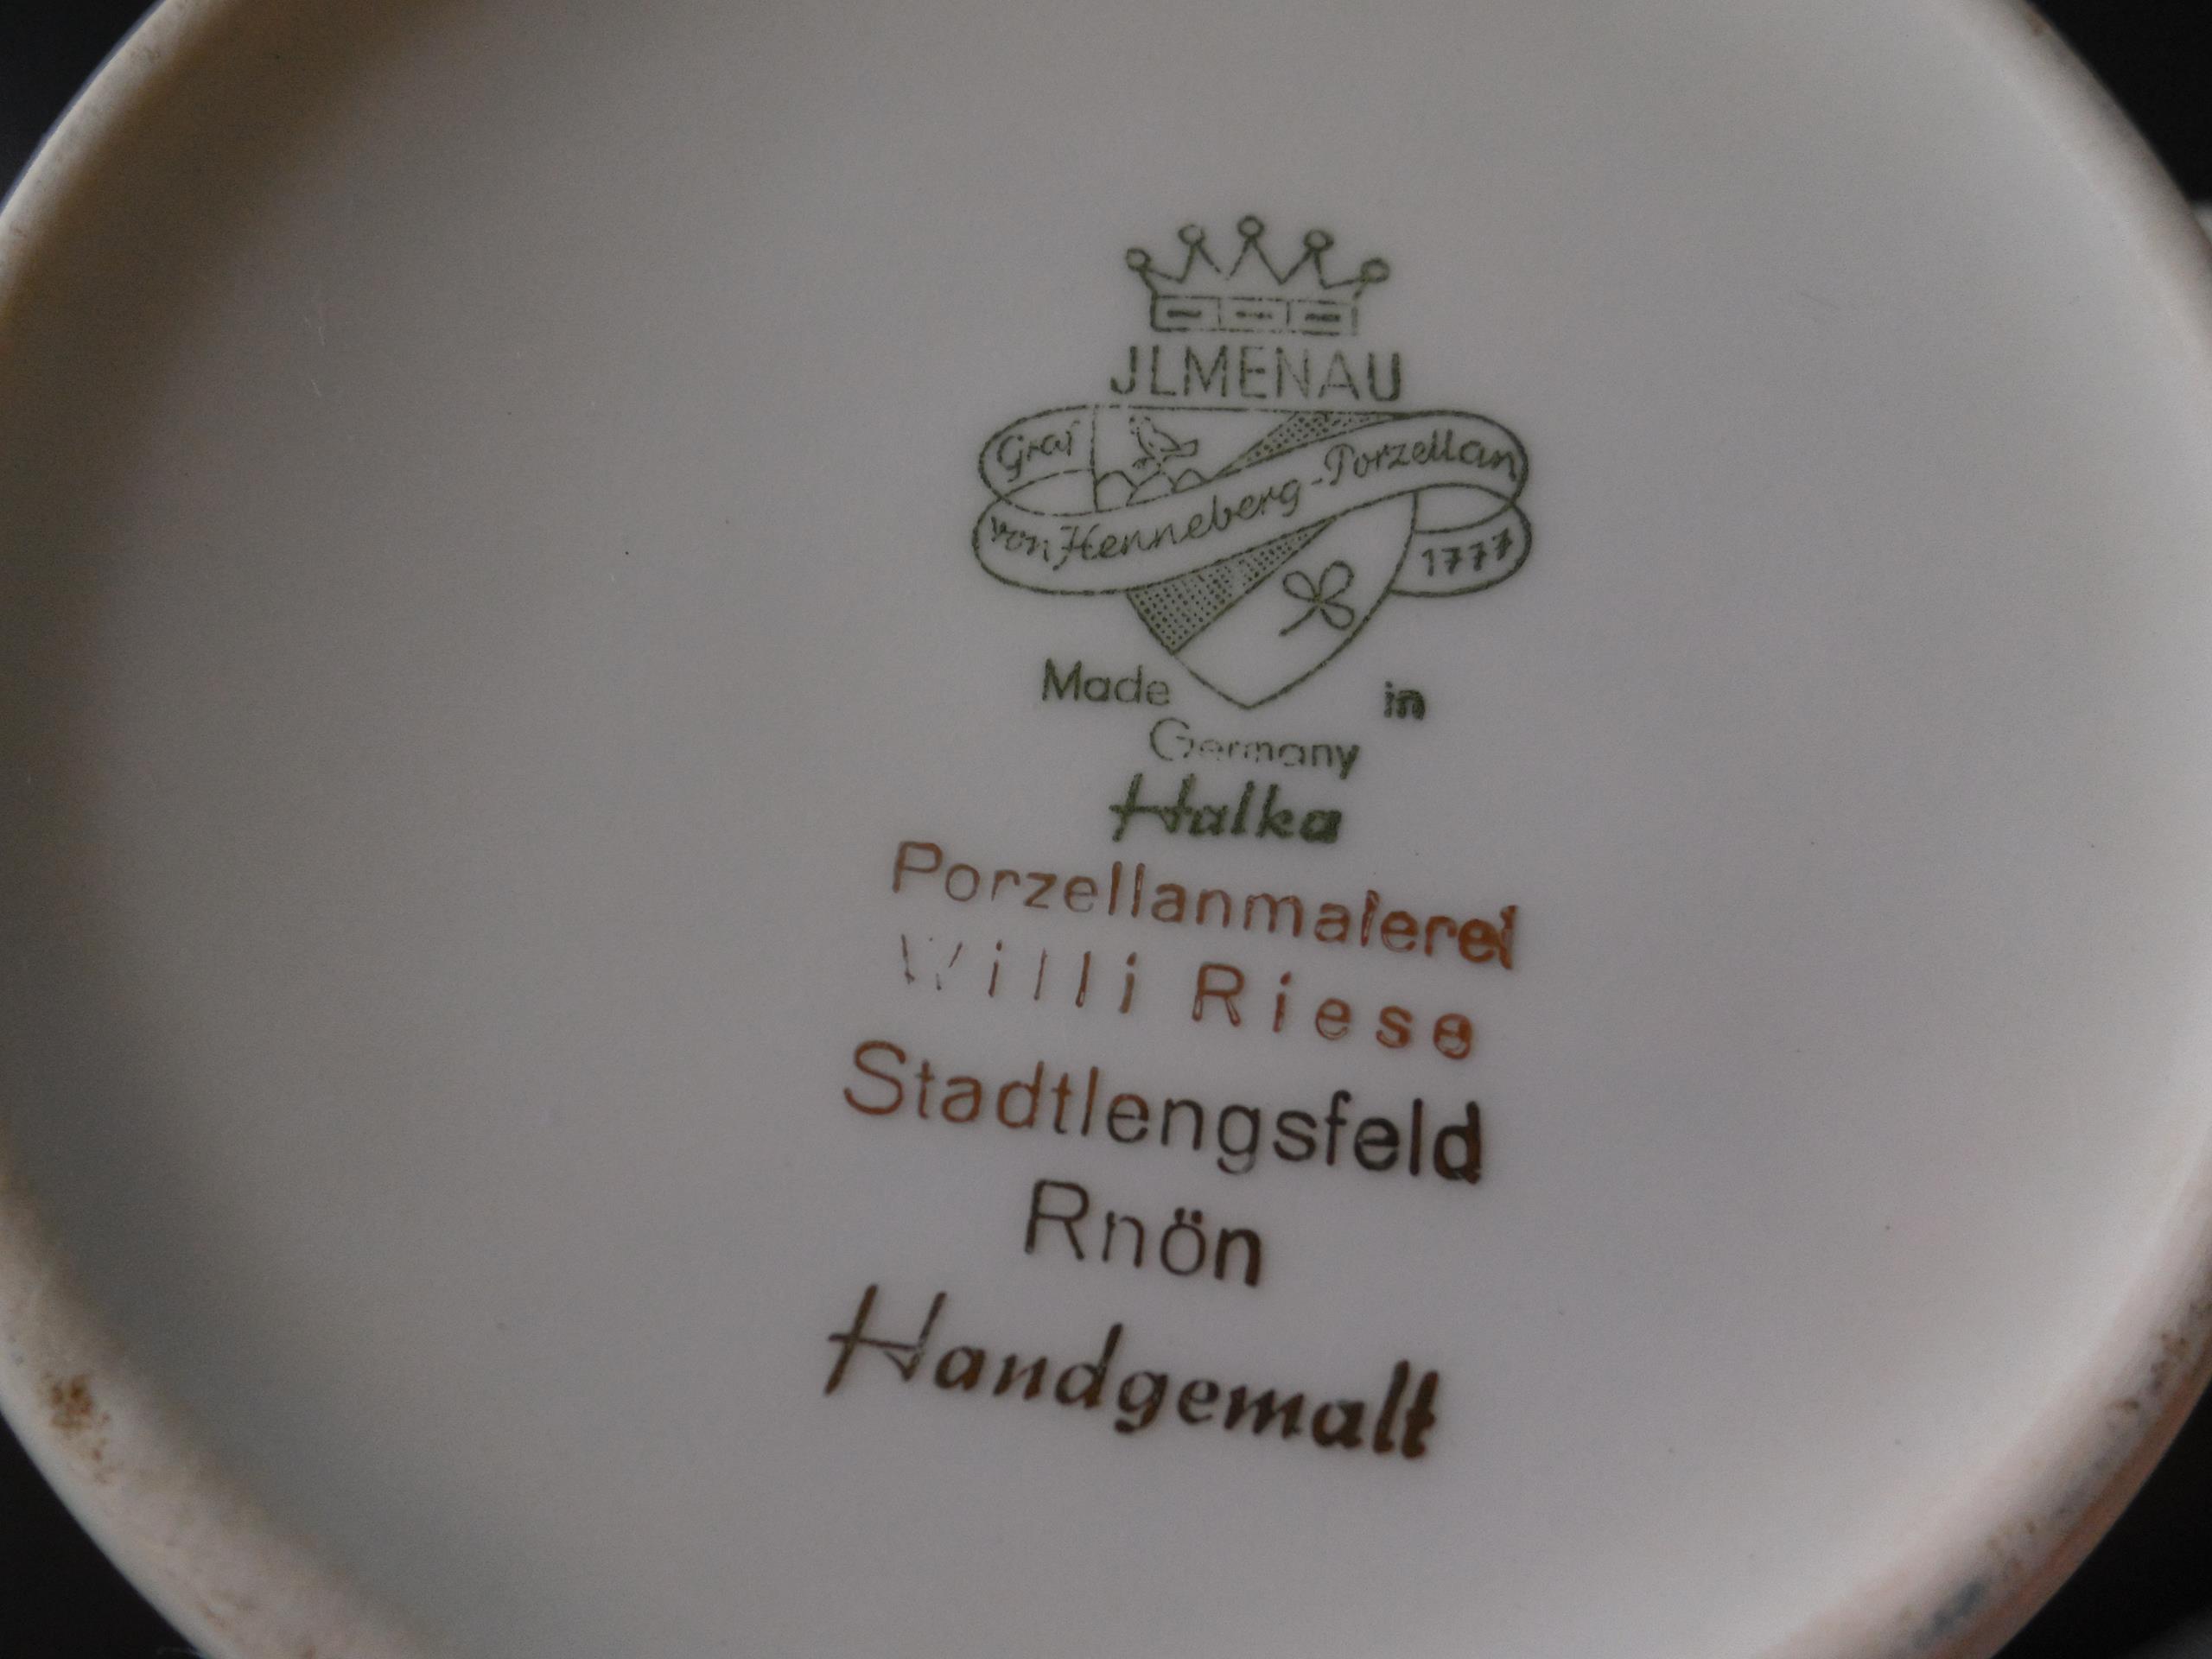 JLMENAU
Graf
von Henneberg-Porzellan
1777
Made in
Germany
Halka
Porzellanmalerei
Willi Riese
Stadtlengsfeld
Rhön
Handgemalt